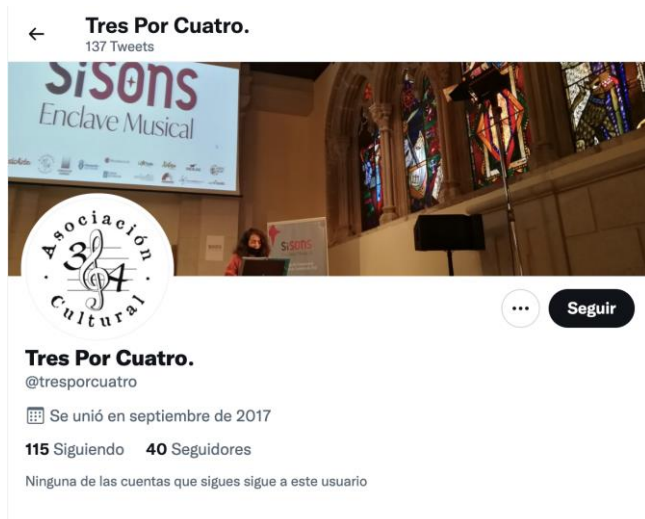 Tres Por Cuatro.
137 Tweets
SiSONS
Enclave Musical
SiSONS
Asociación
3 4
Cultural
Seguir
Tres Por Cuatro.
@tresporcuatro
Se unió en septiembre de 2017
115 Siguiendo 40 Seguidores
Ninguna de las cuentas que sigues sigue a este usuario